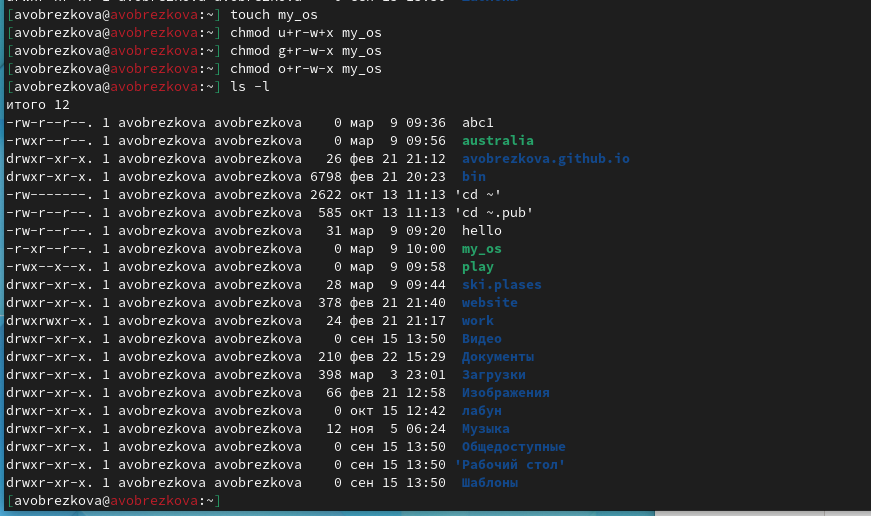 [avobrezkova@avobrezkova:~] touch my_os
[avobrezkova@avobrezkova:~] chmod u+r-w+x my_os
[avobrezkova@avobrezkova:~] chmod g+r-w-x my_os
[avobrezkova@avobrezkova:~] chmod o+r-w-x my_os
[avobrezkova@avobrezkova:~] ls -l
итого 12
-rw-r--r--. 1 avobrezkova avobrezkova    0 мар  9 09:36  abc1
-rwxr--r--. 1 avobrezkova avobrezkova    0 мар  9 09:56  australia
drwxr-xr-x. 1 avobrezkova avobrezkova   26 фев 21 21:12  avobrezkova.github.io
drwxr-xr-x. 1 avobrezkova avobrezkova 6798 фев 21 20:23  bin
-rw-------. 1 avobrezkova avobrezkova 2622 окт 13 11:13 'cd ~'
-rw-r--r--. 1 avobrezkova avobrezkova  585 окт 13 11:13 'cd ~.pub'
-rw-r--r--. 1 avobrezkova avobrezkova   31 мар  9 09:20  hello
-r-xr--r--. 1 avobrezkova avobrezkova    0 мар  9 10:00  my_os
-rwx--x--x. 1 avobrezkova avobrezkova    0 мар  9 09:58  play
drwxr-xr-x. 1 avobrezkova avobrezkova   28 мар  9 09:44  ski.plases
drwxr-xr-x. 1 avobrezkova avobrezkova  378 фев 21 21:40  website
drwxrwxr-x. 1 avobrezkova avobrezkova   24 фев 21 21:17  work
drwxr-xr-x. 1 avobrezkova avobrezkova    0 сен 15 13:50  Видео
drwxr-xr-x. 1 avobrezkova avobrezkova  210 фев 22 15:29  Документы
drwxr-xr-x. 1 avobrezkova avobrezkova  398 мар  3 23:01  Загрузки
drwxr-xr-x. 1 avobrezkova avobrezkova   66 фев 21 12:58  Изображения
drwxr-xr-x. 1 avobrezkova avobrezkova    0 окт 15 12:42  лабун
drwxr-xr-x. 1 avobrezkova avobrezkova   12 ноя  5 06:24  Музыка
drwxr-xr-x. 1 avobrezkova avobrezkova    0 сен 15 13:50  Общедоступные
drwxr-xr-x. 1 avobrezkova avobrezkova    0 сен 15 13:50 'Рабочий стол'
drwxr-xr-x. 1 avobrezkova avobrezkova    0 сен 15 13:50  Шаблоны
[avobrezkova@avobrezkova:~]